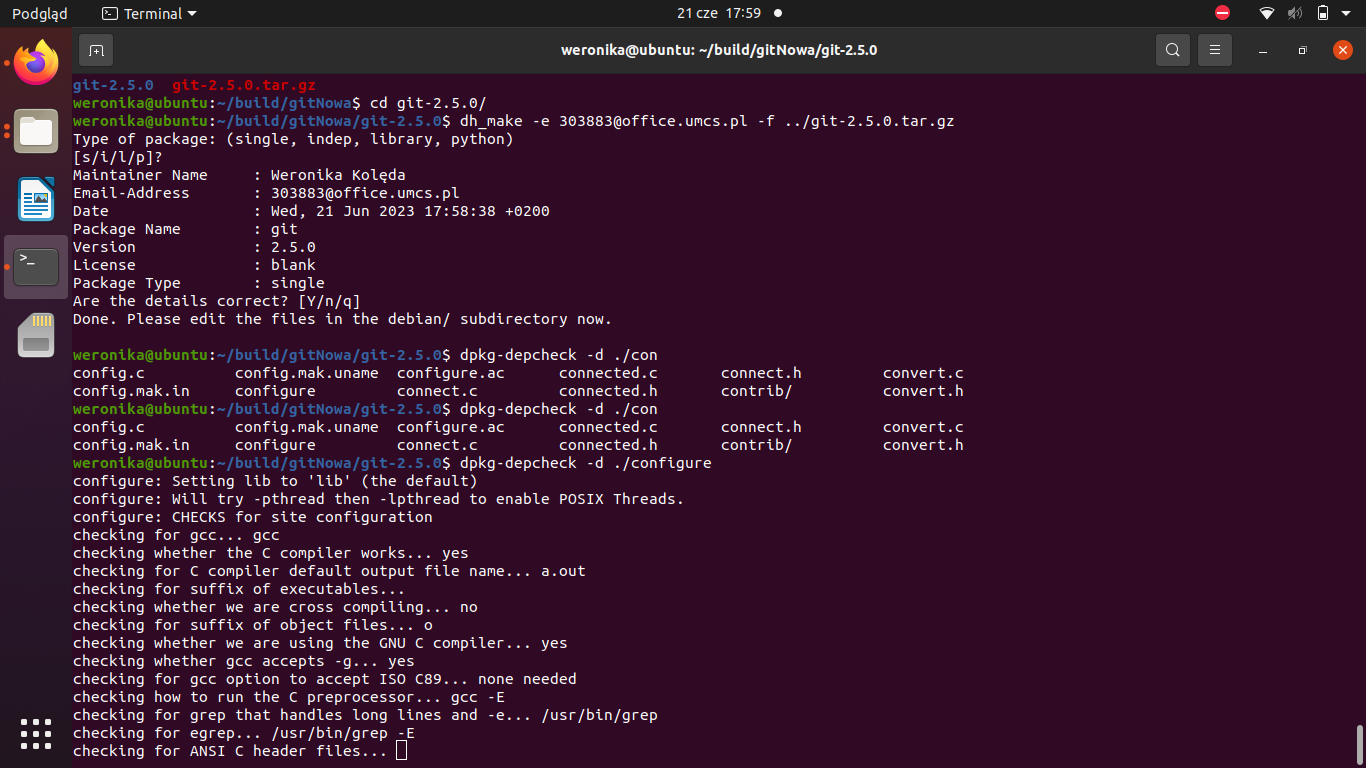 Podgląd
Terminal
21 cze 17:59
weronika@ubuntu: ~/build/gitNowa/git-2.5.0
git-2.5.0  git-2.5.0.tar.gz
weronika@ubuntu:~/build/gitNowa$ cd git-2.5.0/
weronika@ubuntu:~/build/gitNowa/git-2.5.0$ dh_make -e 303883@office.umcs.pl -f ../git-2.5.0.tar.gz
Type of package: (single, indep, library, python)
[s/i/l/p]?
Maintainer Name     : Weronika Kolęda
Email-Address       : 303883@office.umcs.pl
Date                : Wed, 21 Jun 2023 17:58:38 +0200
Package Name        : git
Version             : 2.5.0
License             : blank
Package Type        : single
Are the details correct? [Y/n/q]
Done. Please edit the files in the debian/ subdirectory now.
weronika@ubuntu:~/build/gitNowa/git-2.5.0$ dpkg-depcheck -d ./con
config.c          config.mak.uname  configure.ac      connected.c       connect.h         convert.c
config.mak.in     configure         connect.c         connected.h       contrib/          convert.h
weronika@ubuntu:~/build/gitNowa/git-2.5.0$ dpkg-depcheck -d ./con
config.c          config.mak.uname  configure.ac      connected.c       connect.h         convert.c
config.mak.in     configure         connect.c         connected.h       contrib/          convert.h
weronika@ubuntu:~/build/gitNowa/git-2.5.0$ dpkg-depcheck -d ./configure
configure: Setting lib to 'lib' (the default)
configure: Will try -pthread then -lpthread to enable POSIX Threads.
configure: CHECKS for site configuration
checking for gcc... gcc
checking whether the C compiler works... yes
checking for C compiler default output file name... a.out
checking for suffix of executables...
checking whether we are cross compiling... no
checking for suffix of object files... o
checking whether we are using the GNU C compiler... yes
checking whether gcc accepts -g... yes
checking for gcc option to accept ISO C89... none needed
checking how to run the C preprocessor... gcc -E
checking for grep that handles long lines and -e... /usr/bin/grep
checking for egrep... /usr/bin/grep -E
checking for ANSI C header files...